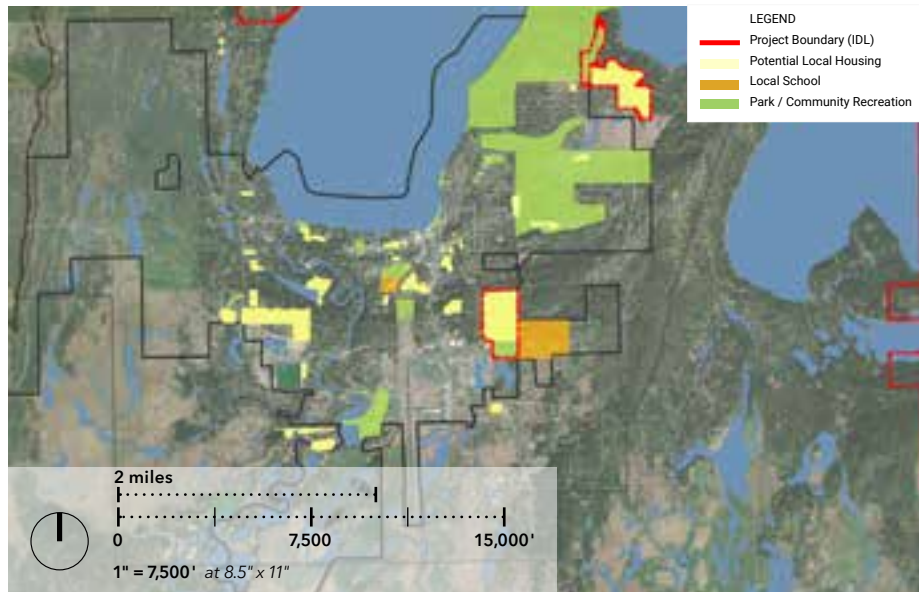 LEGEND
Project Boundary (IDL)
Potential Local Housing
Local School
Park / Community Recreation
2 miles
0 7,500 15,000'
1" = 7,500' at 8.5" x 11"